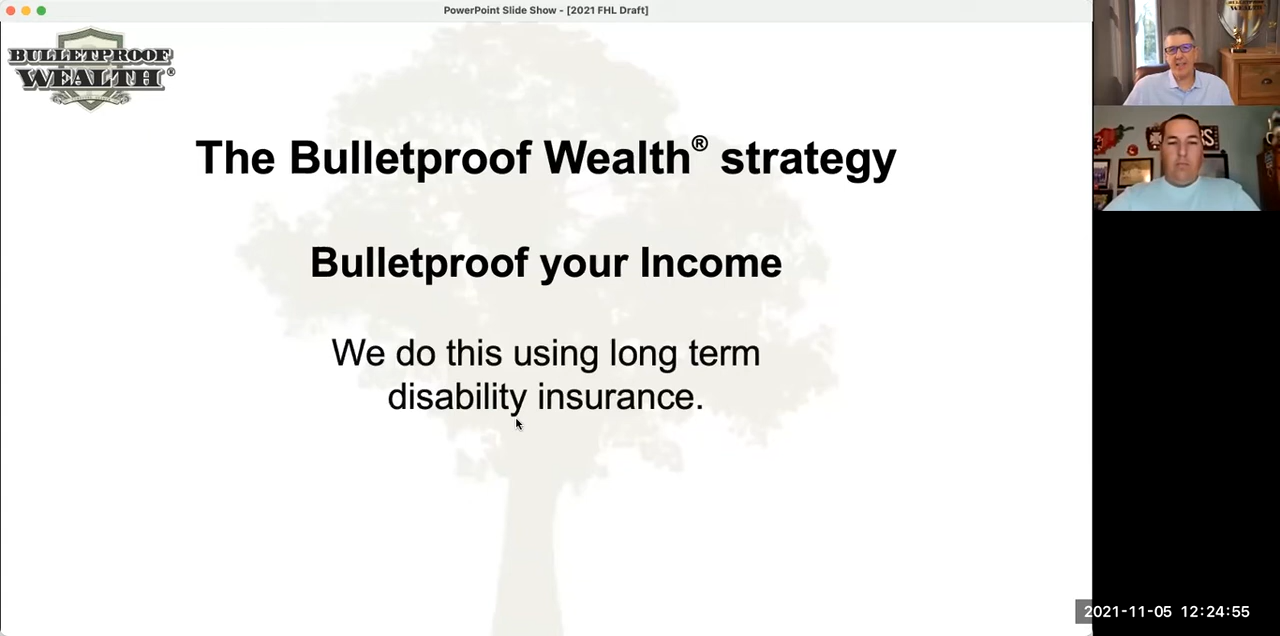 PowerPoint Slide Show - [2021 FHL Draft]
BULLETPROOF
WEALTH®
The Bulletproof Wealth® strategy
Bulletproof your Income
We do this using long term
disability insurance.
2021-11-05 12:24:55